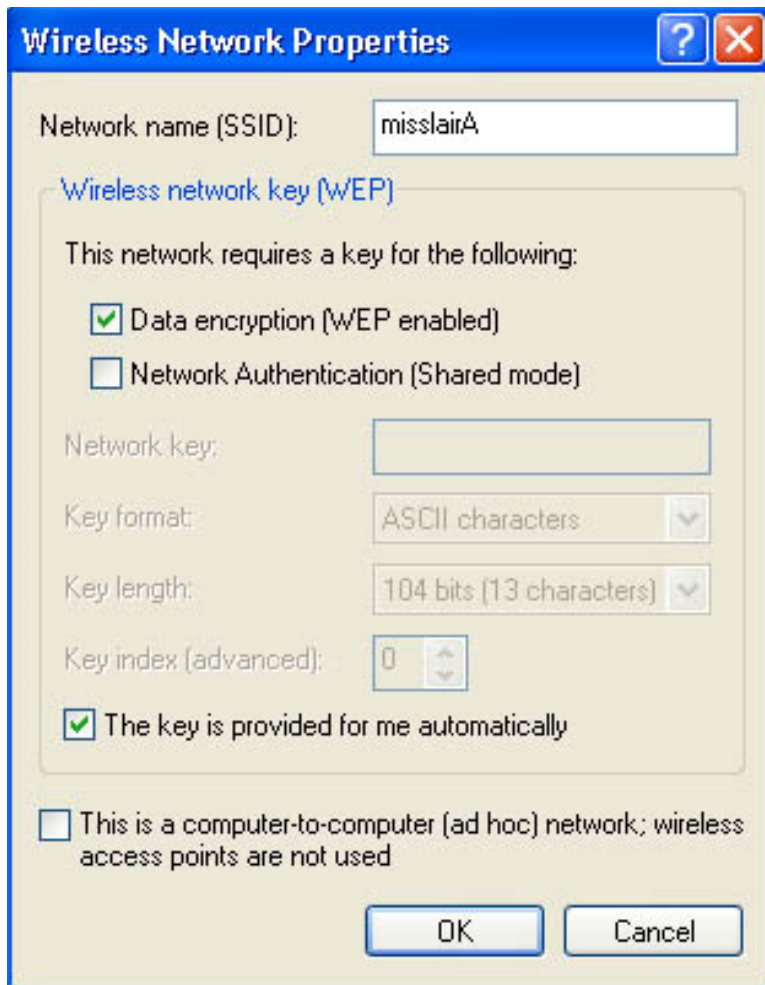 Wireless Network Properties
Network name (SSID): misslairA
Wireless network key (WEP)
This network requires a key for the following:
Data encryption (WEP enabled)
Network Authentication (Shared mode)
Network key:
Key format: ASCII characters
Key length: 104 bits (13 characters)
Key index (advanced): 0
The key is provided for me automatically
This is a computer-to-computer (ad hoc) network; wireless
access points are not used
OK Cancel